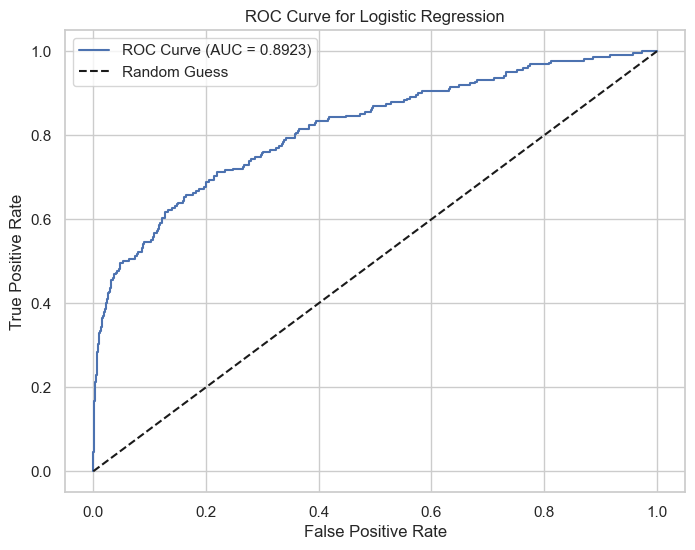 ROC Curve for Logistic Regression
ROC Curve (AUC = 0.8923)
Random Guess
1.0
0.8
0.6
0.4
0.2
0.0
True Positive Rate
0.0 0.2 0.4 0.6 0.8 1.0
False Positive Rate